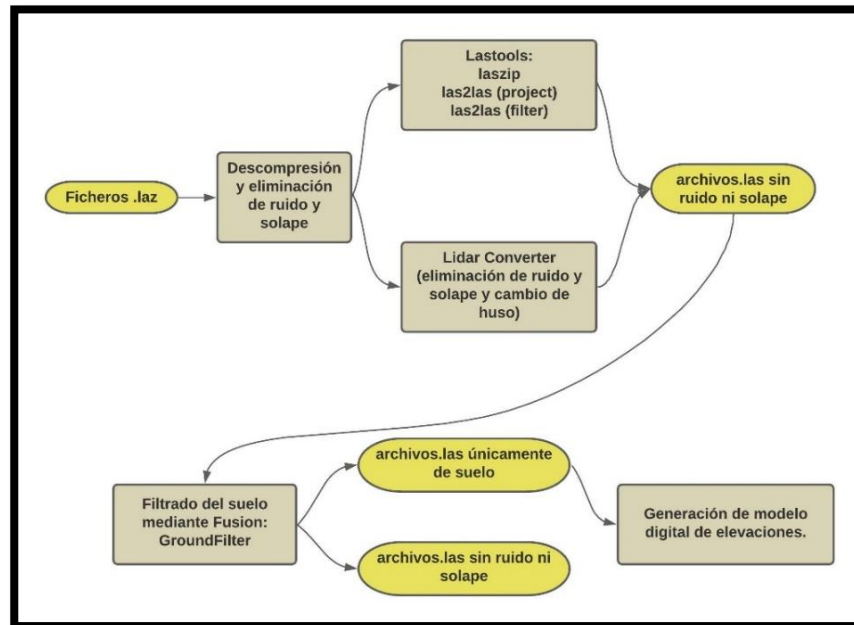 Ficheros .laz
Descompresión
y eliminación
de ruido y
solape
Lastools:
laszip
las2las (project)
las2las (filter)
Lidar Converter
(eliminación de ruido y
solape y cambio de
huso)
archivos.las sin
ruido ni solape
Filtrado del suelo
mediante Fusion:
GroundFilter
archivos.las únicamente
de suelo
archivos.las sin ruido ni
solape
Generación de modelo
digital de elevaciones.